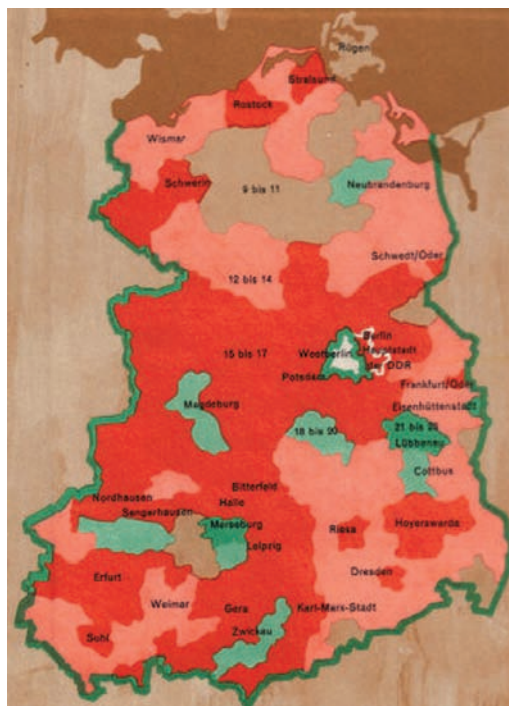 Rügen
Stralsund
Rostock
Wismar
Schwerin
9 bis 11
Neubrandenburg
Schwedt/Oder
12 bis 14
15 bis 17
Westberlin
Berlin
Hauptstadt
der DDR
Potsdam
Frankfurt/Oder
Magdeburg
Eisenhüttenstadt
18 bis 20
21 bis 25
Lübbenau
Cottbus
Bitterfeld
Nordhausen
Halle
Sangerhausen
Merseburg
Hoyerswerda
Riesa
Leipzig
Dresden
Erfurt
Weimar
Gera
Karl-Marx-Stadt
Zwickau
Suhl